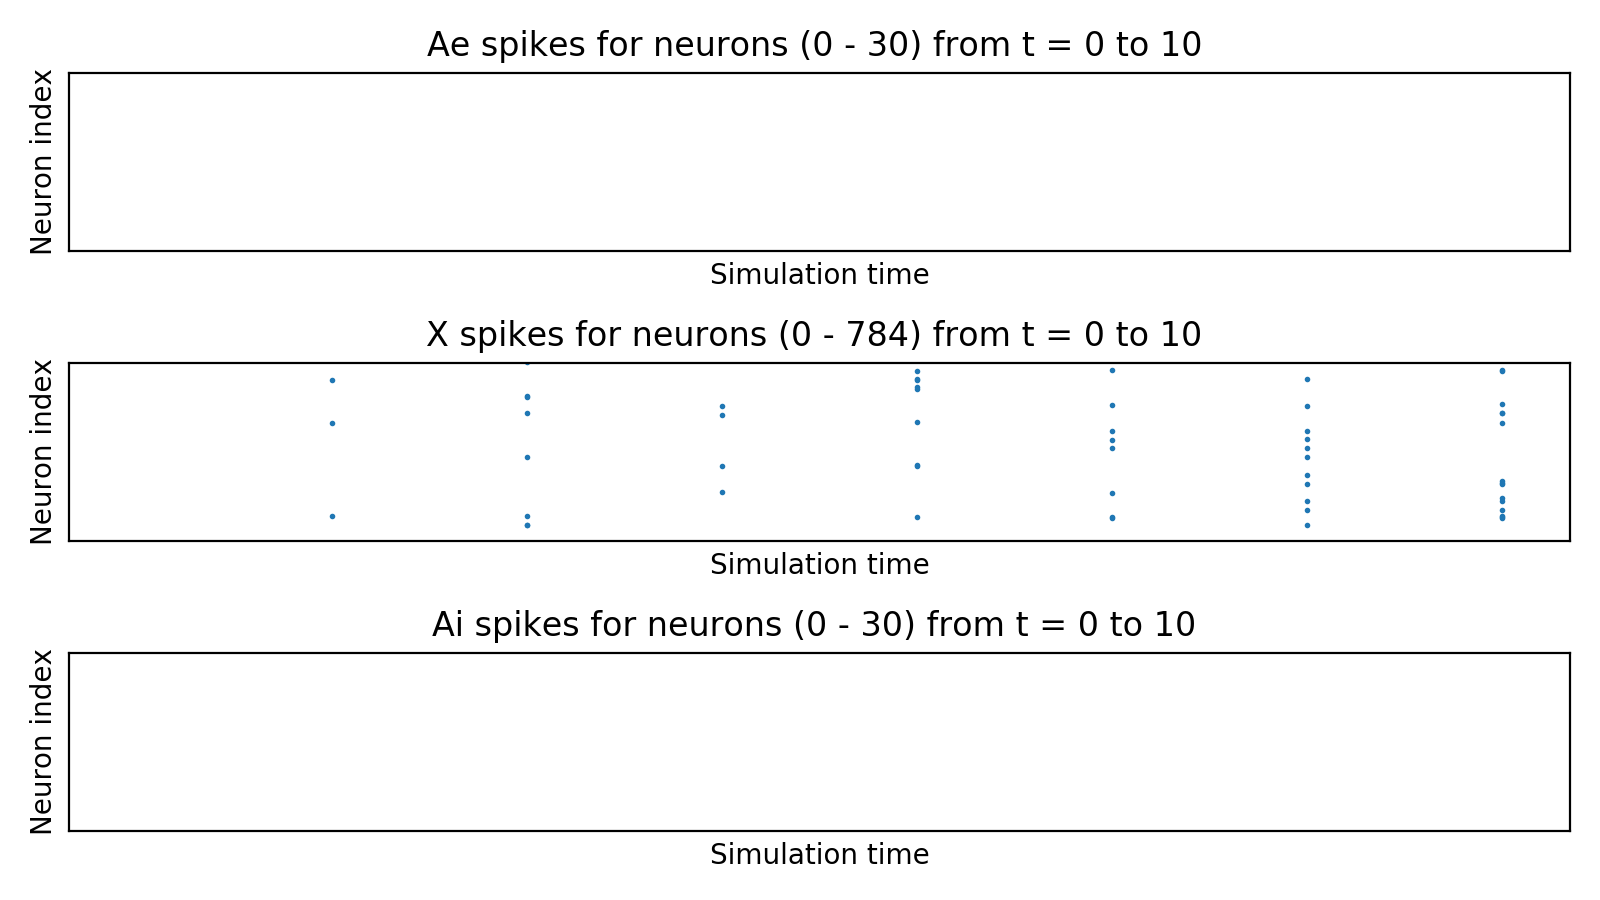 Ae spikes for neurons (0 - 30) from t = 0 to 10
Neuron index
Simulation time
X spikes for neurons (0 - 784) from t = 0 to 10
Neuron index
Simulation time
Ai spikes for neurons (0 - 30) from t = 0 to 10
Neuron index
Simulation time